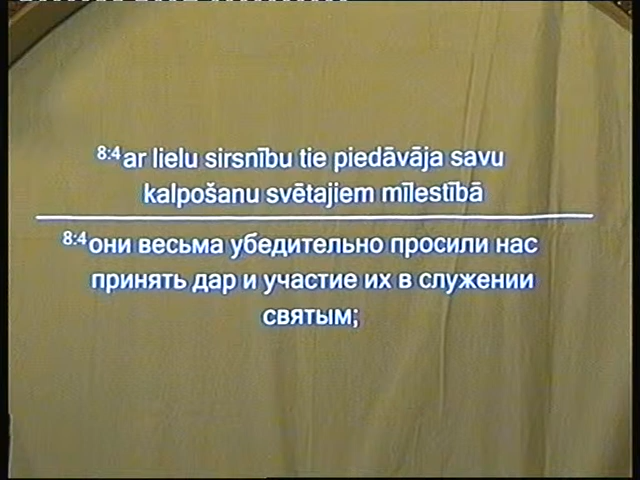 8:4ar lielu sirsnību tie piedāvāja savu
kalpošanu svētajiem mīlestībā
8:4они весьма убедительно просили нас
принять дар и участие их в служении
святым;